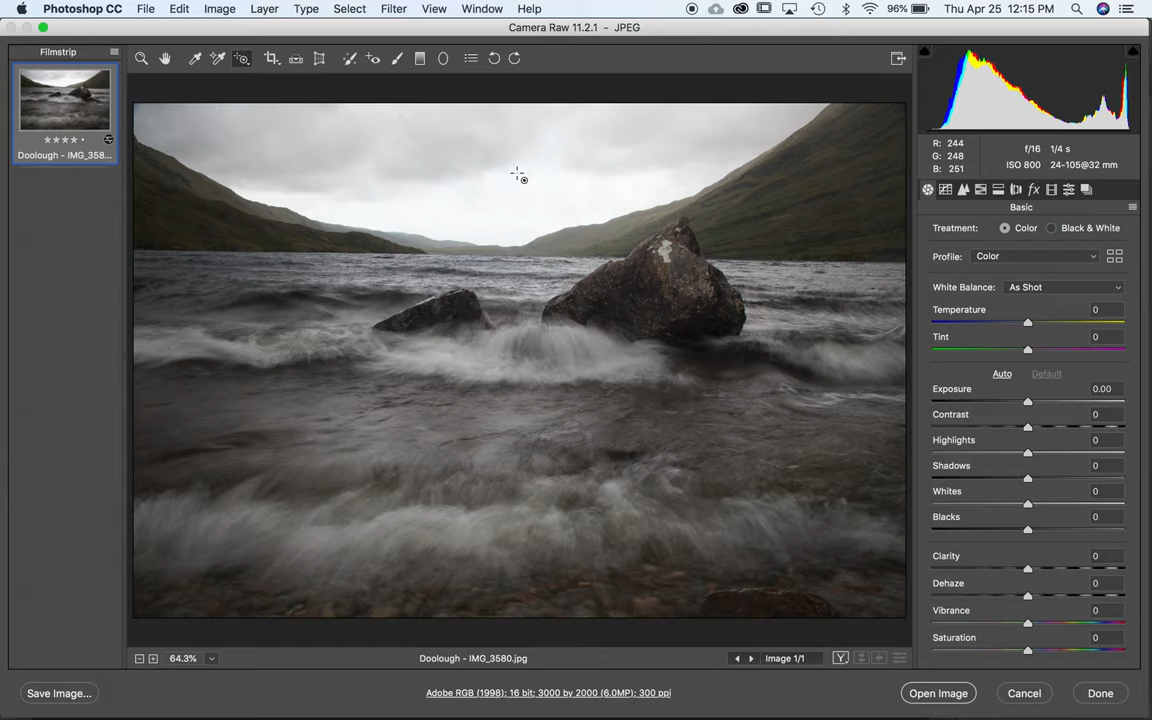 Photoshop CC File Edit Image Layer Type Select Filter View Window Help 96% Thu Apr 25 12:15 PM
Camera Raw 11.2.1 - JPEG
Filmstrip
Doolough - IMG_358...
R: 244
G: 248
B: 251
f/16 1/4 s
ISO 800 24-105@32 mm
fx
Basic
Treatment: Color Black & White
Profile: Color
White Balance: As Shot
Temperature 0
Tint 0
Auto Default
Exposure 0.00
Contrast 0
Highlights 0
Shadows 0
Whites 0
Blacks 0
Clarity 0
Dehaze 0
Vibrance 0
Saturation 0
64.3% Doolough - IMG_3580.jpg Image 1/1 Y
Save Image... Adobe RGB (1998); 16 bit; 3000 by 2000 (6.0MP); 300 ppi Open Image Cancel Done